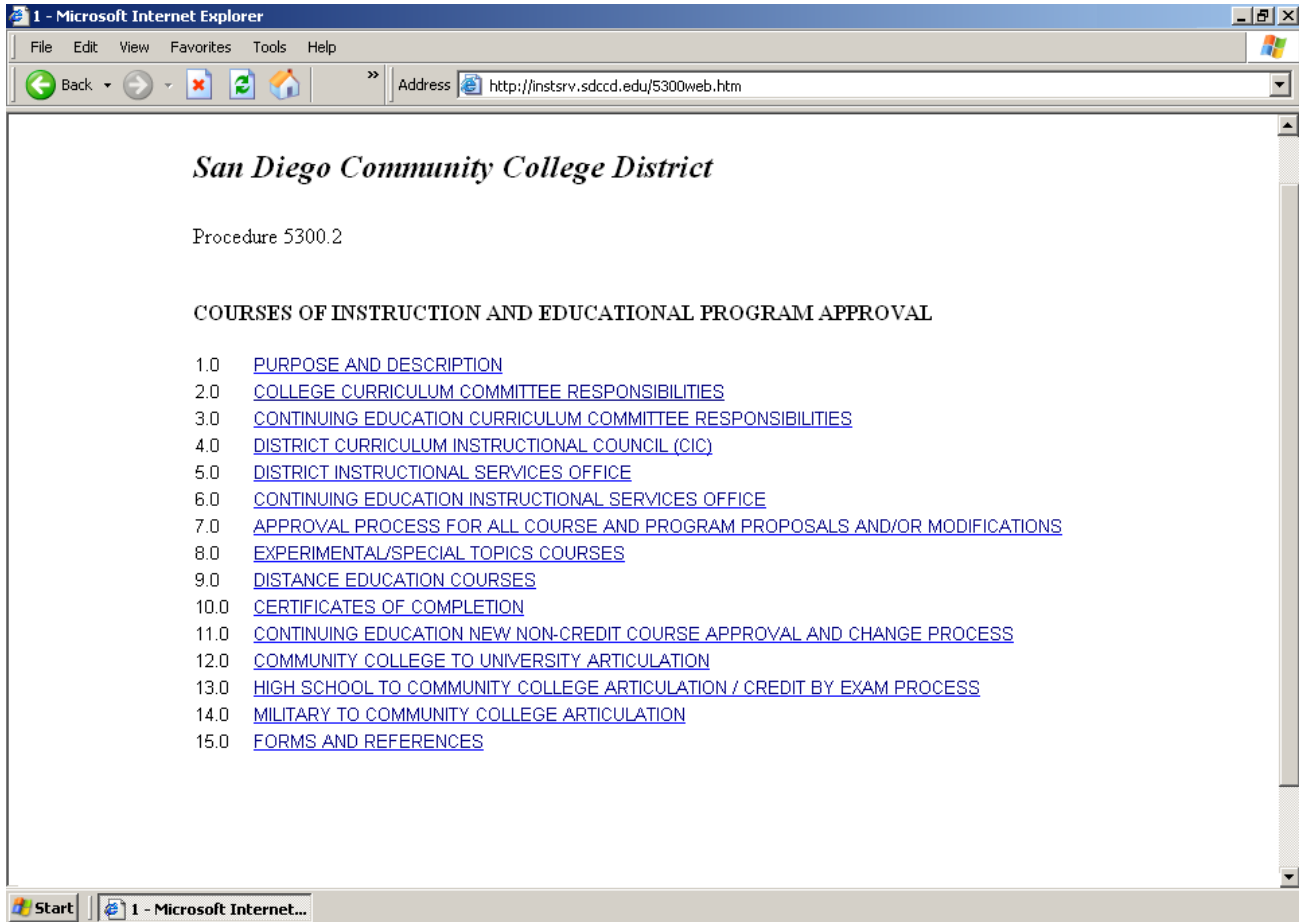 1 - Microsoft Internet Explorer
File Edit View Favorites Tools Help
Back » Address http://instsrv.sdccd.edu/5300web.htm
San Diego Community College District
Procedure 5300.2
COURSES OF INSTRUCTION AND EDUCATIONAL PROGRAM APPROVAL
1.0 PURPOSE AND DESCRIPTION
2.0 COLLEGE CURRICULUM COMMITTEE RESPONSIBILITIES
3.0 CONTINUING EDUCATION CURRICULUM COMMITTEE RESPONSIBILITIES
4.0 DISTRICT CURRICULUM INSTRUCTIONAL COUNCIL (CIC)
5.0 DISTRICT INSTRUCTIONAL SERVICES OFFICE
6.0 CONTINUING EDUCATION INSTRUCTIONAL SERVICES OFFICE
7.0 APPROVAL PROCESS FOR ALL COURSE AND PROGRAM PROPOSALS AND/OR MODIFICATIONS
8.0 EXPERIMENTAL/SPECIAL TOPICS COURSES
9.0 DISTANCE EDUCATION COURSES
10.0 CERTIFICATES OF COMPLETION
11.0 CONTINUING EDUCATION NEW NON-CREDIT COURSE APPROVAL AND CHANGE PROCESS
12.0 COMMUNITY COLLEGE TO UNIVERSITY ARTICULATION
13.0 HIGH SCHOOL TO COMMUNITY COLLEGE ARTICULATION / CREDIT BY EXAM PROCESS
14.0 MILITARY TO COMMUNITY COLLEGE ARTICULATION
15.0 FORMS AND REFERENCES
Start 1 - Microsoft Internet...